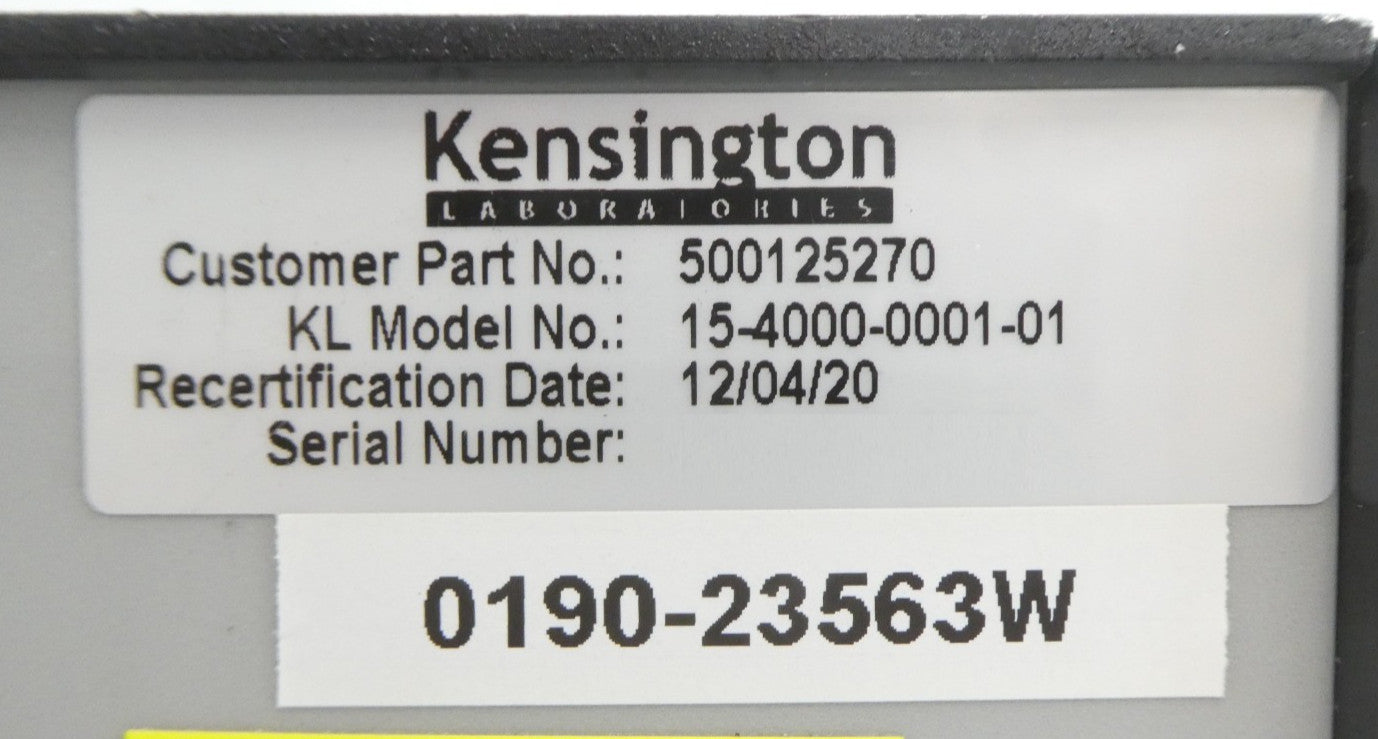 Kensington
LABORATORIES
Customer Part No.: 500125270
KL Model No.: 15-4000-0001-01
Recertification Date: 12/04/20
Serial Number:
0190-23563W